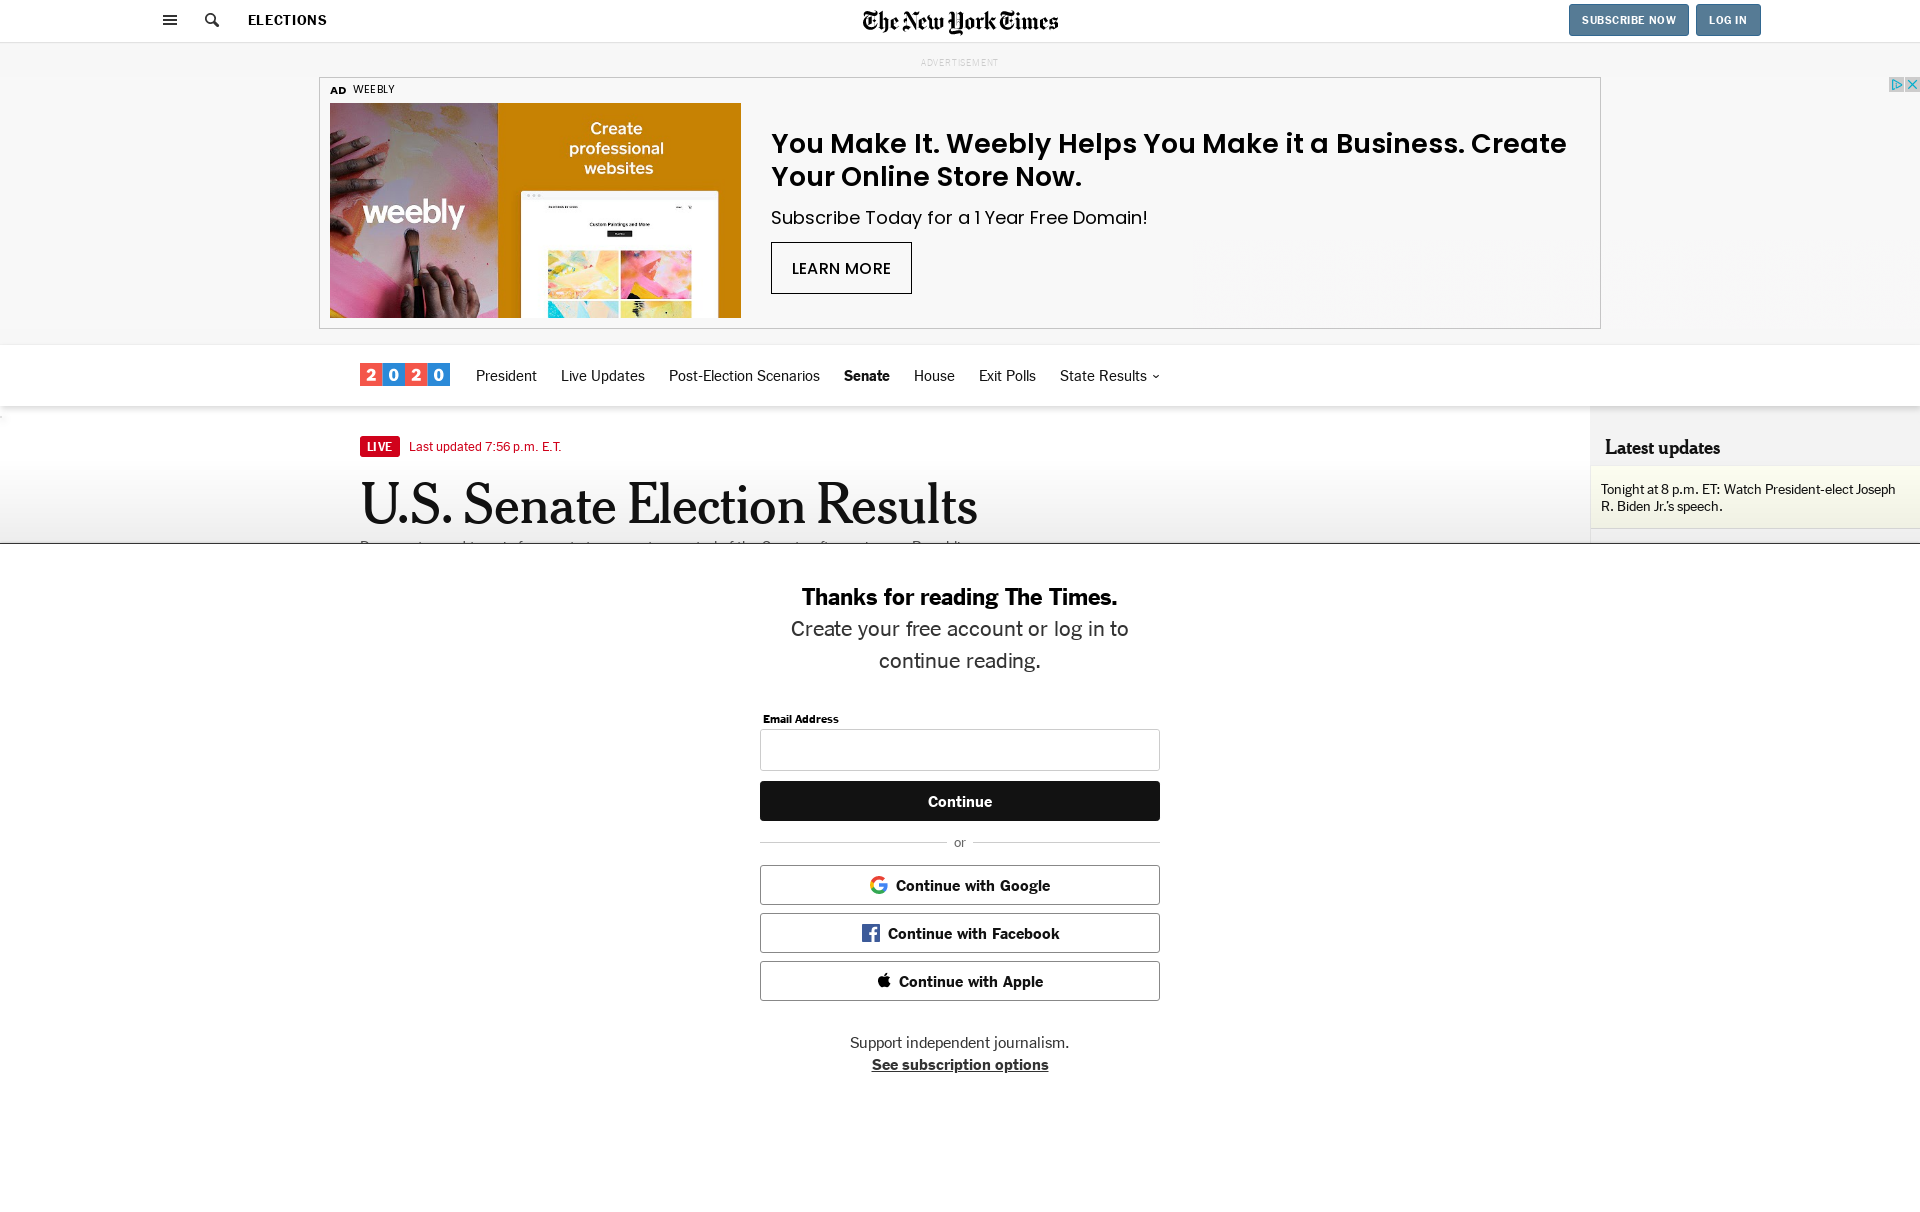 ELECTIONS
The New York Times
SUBSCRIBE NOW
LOG IN
ADVERTISEMENT
AD WEEBLY
weebly
Create
professional
websites
Custom Paintings and More
You Make It. Weebly Helps You Make it a Business. Create
Your Online Store Now.
Subscribe Today for a 1 Year Free Domain!
LEARN MORE
2020
President
Live Updates
Post-Election Scenarios
Senate
House
Exit Polls
State Results
LIVE Last updated 7:56 p.m. E.T.
U.S. Senate Election Results
Latest updates
Tonight at 8 p.m. ET: Watch President-elect Joseph
R. Biden Jr.’s speech.
Thanks for reading The Times.
Create your free account or log in to
continue reading.
Email Address
Continue
or
Continue with Google
Continue with Facebook
Continue with Apple
Support independent journalism.
See subscription options